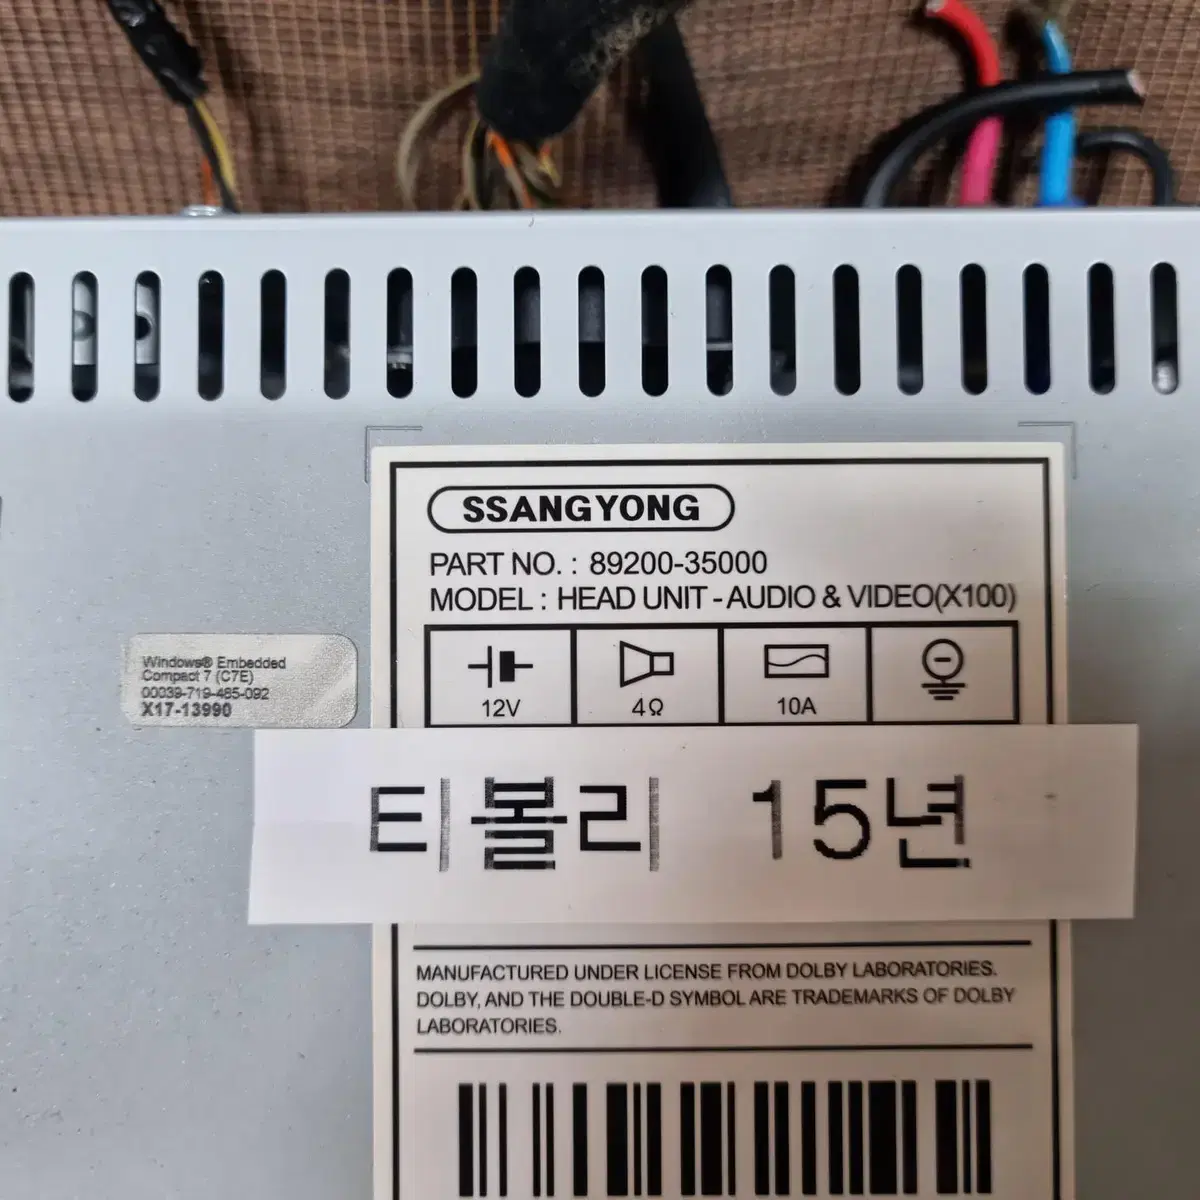 SSANGYONG
PART NO. : 89200-35000
MODEL : HEAD UNIT - AUDIO & VIDEO(X100)
12V
4Ω
10A
Windows® Embedded
Compact 7 (C7E)
00039-719-485-092
X17-13990
티볼리 15년
MANUFACTURED UNDER LICENSE FROM DOLBY LABORATORIES.
DOLBY, AND THE DOUBLE-D SYMBOL ARE TRADEMARKS OF DOLBY
LABORATORIES.